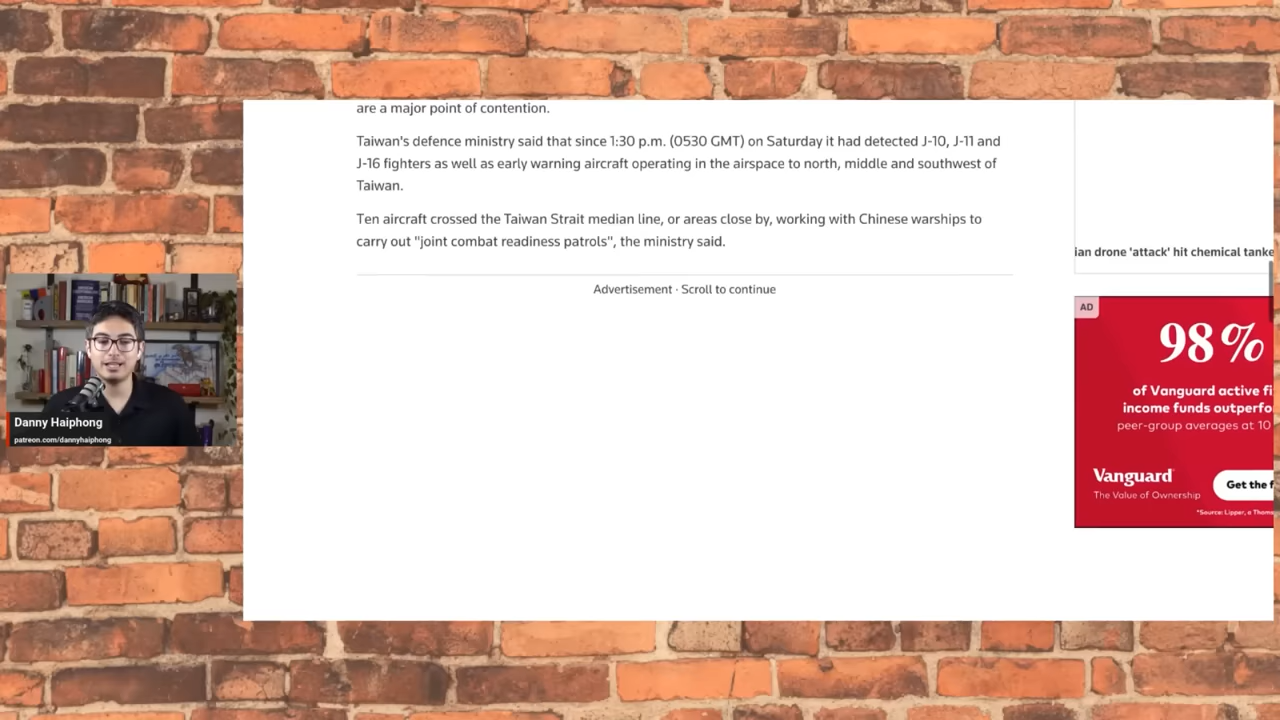 are a major point of contention.
Taiwan's defence ministry said that since 1:30 p.m. (0530 GMT) on Saturday it had detected J-10, J-11 and
J-16 fighters as well as early warning aircraft operating in the airspace to north, middle and southwest of
Taiwan.
Ten aircraft crossed the Taiwan Strait median line, or areas close by, working with Chinese warships to
carry out "joint combat readiness patrols", the ministry said.
Advertisement · Scroll to continue
ian drone 'attack' hit chemical tanke
AD
98%
of Vanguard active fi
income funds outperfo
peer-group averages at 10
Vanguard
The Value of Ownership
Get the f
*Source: Lipper, a Thoms
Danny Haiphong
patreon.com/dannyhaiphong